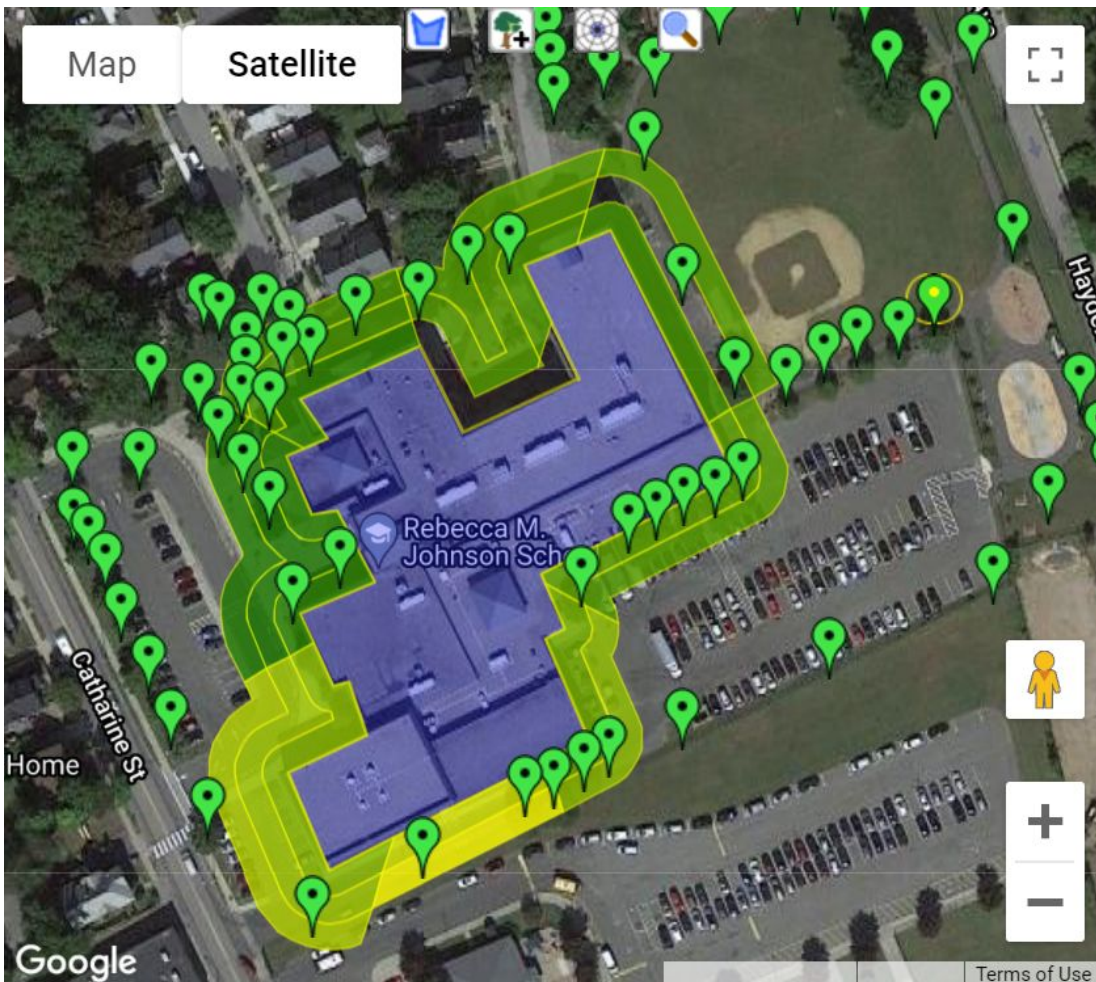 Map
Satellite
Rebecca M.
Johnson Sch
Catharine St
Home
Google
Terms of Use